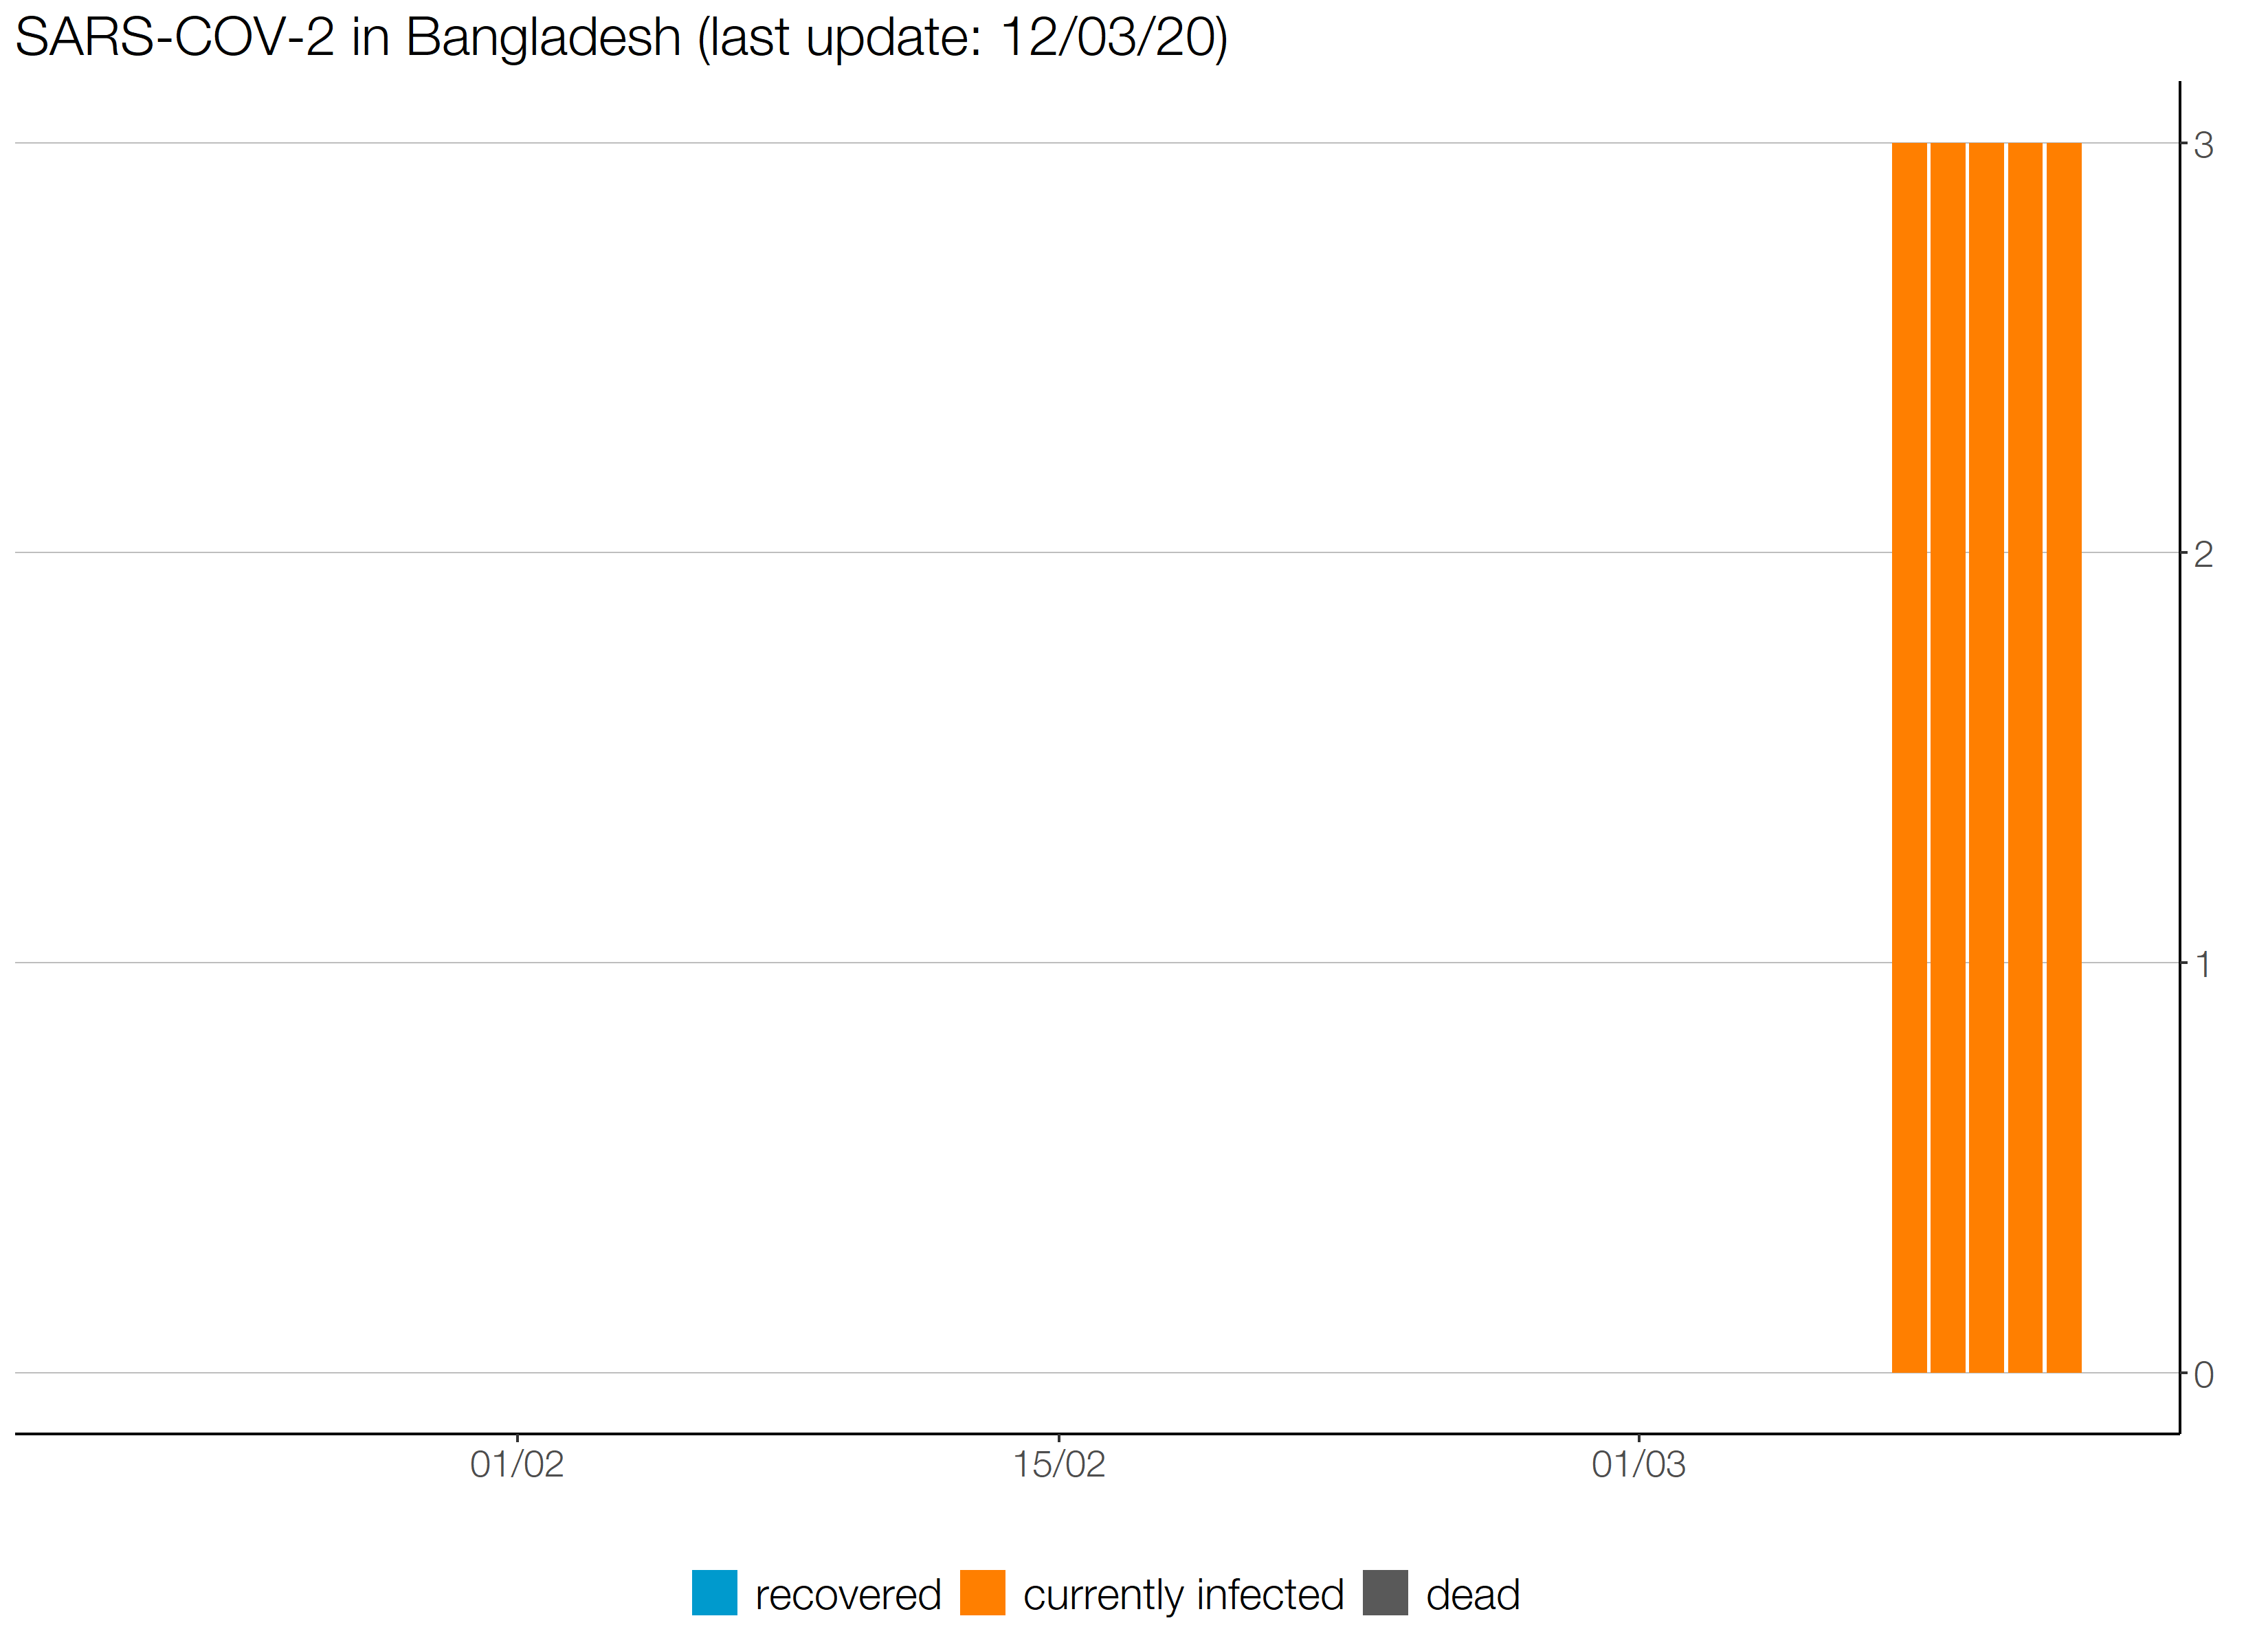 SARS-COV-2 in Bangladesh (last update: 12/03/20)
3
2
1
0
01/02 15/02 01/03
recovered currently infected dead